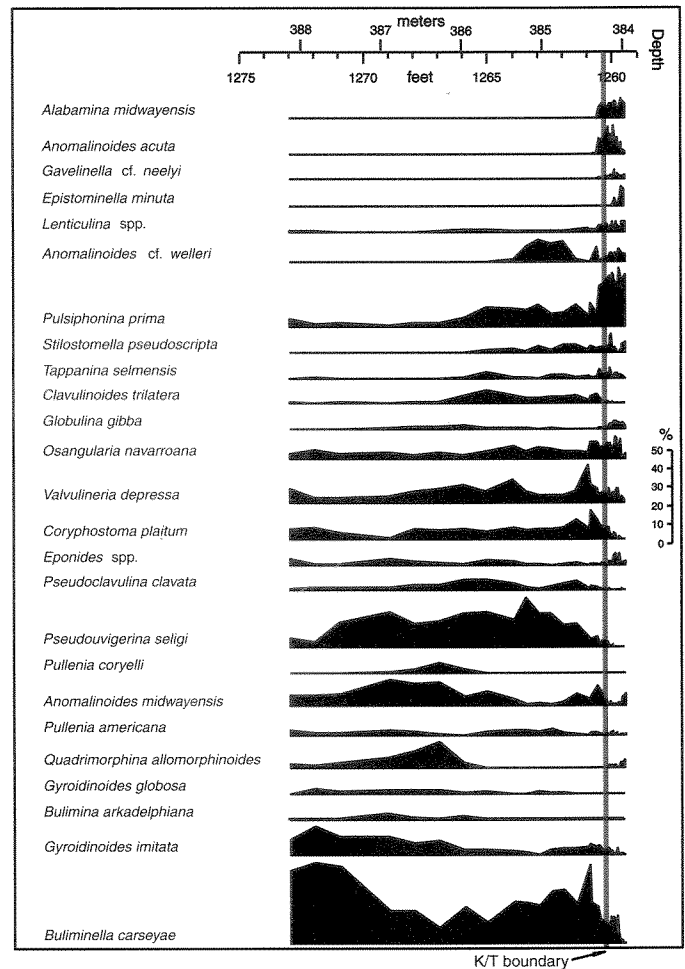 meters
388 387 386 385 384
Depth
1275 1270 feet 1265 1260
Alabamina midwayensis
Anomalinoides acuta
Gavelinella cf. neelyi
Epistominella minuta
Lenticulina spp.
Anomalinoides cf. welleri
Pulsiphonina prima
Stilostomella pseudoscripta
Tappanina selmensis
Clavulinoides trilatera
Globulina gibba
Osangularia navarroana
%
50
40
30
20
10
0
Valvulineria depressa
Coryphostoma plaitum
Eponides spp.
Pseudoclavulina clavata
Pseudouvigerina seligi
Pullenia coryelli
Anomalinoides midwayensis
Pullenia americana
Quadrimorphina allomorphinoides
Gyroidinoides globosa
Bulimina arkadelphiana
Gyroidinoides imitata
Buliminella carseyae
K/T boundary